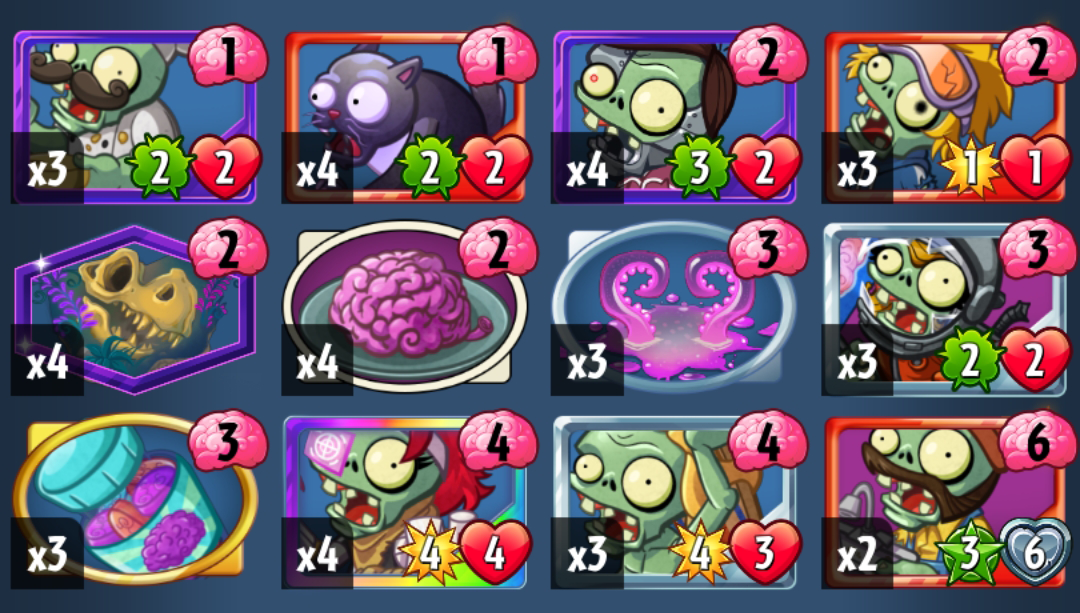 1 1 2 2
x3 2 2 x4 2 2 x4 3 2 x3 1 1
2 2 3 3
x4 x4 x3 x3 2 2
3 4 4 6
x3 x4 4 4 x3 4 3 x2 3 6